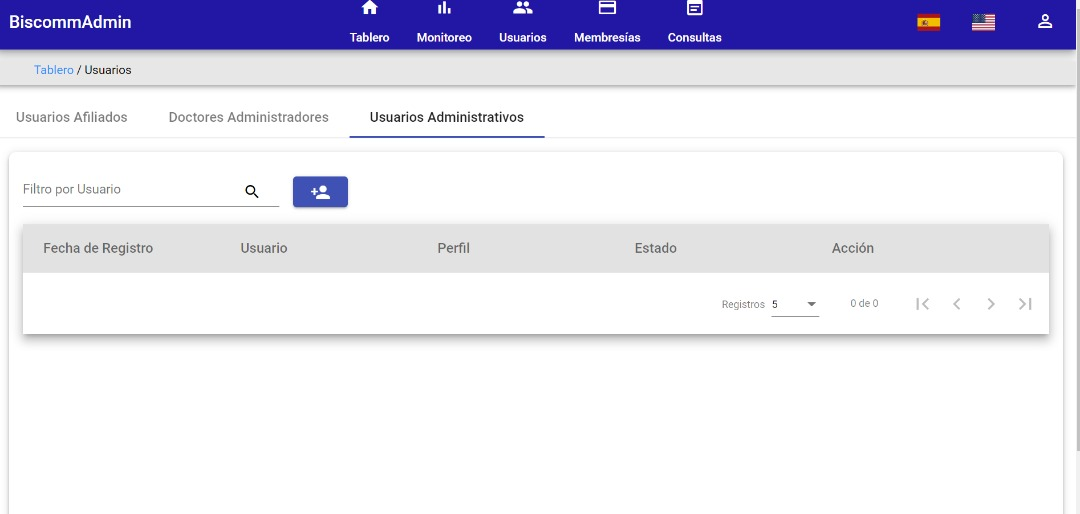 BiscommAdmin
Tablero Monitoreo Usuarios Membresías Consultas
Tablero / Usuarios
Usuarios Afiliados Doctores Administradores Usuarios Administrativos
Filtro por Usuario
Fecha de Registro Usuario Perfil Estado Acción
Registros 5 0 de 0